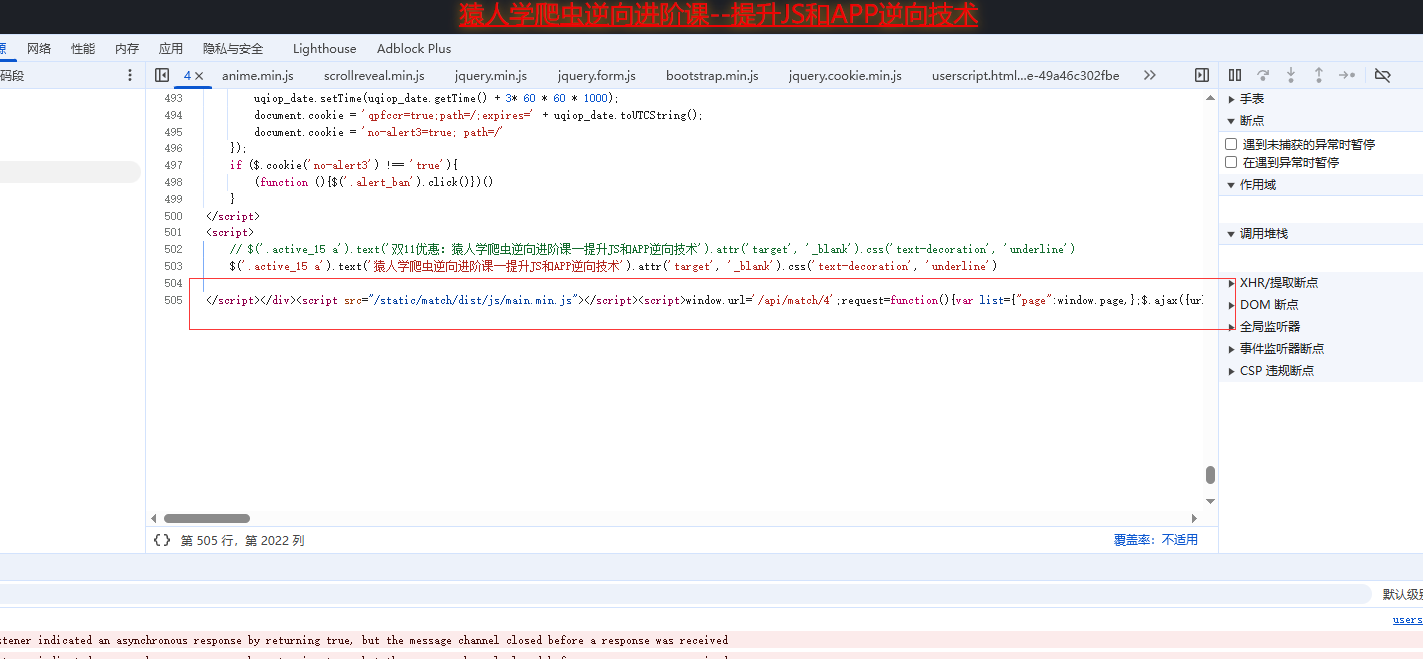 猿人学爬虫逆向进阶课--提升JS和APP逆向技术
源 网络 性能 内存 应用 隐私与安全 Lighthouse Adblock Plus
码段
4 × anime.min.js scrollreveal.min.js jquery.min.js jquery.form.js bootstrap.min.js jquery.cookie.min.js userscript.html…e-49a46c302fbe
493 uqiop_date.setTime(uqiop_date.getTime() + 3* 60 * 60 * 1000);
494 document.cookie = 'qpfccr=true;path=/;expires=' + uqiop_date.toUTCString();
495 document.cookie = 'no-alert3=true; path=/'
496 });
497 if ($.cookie('no-alert3') !== 'true'){
498 (function (){$('.alert_ban').click()})()
499 }
500 </script>
501 <script>
502 // $('.active_15 a').text('双11优惠：猿人学爬虫逆向进阶课—提升JS和APP逆向技术').attr('target', '_blank').css('text-decoration', 'underline')
503 $('.active_15 a').text('猿人学爬虫逆向进阶课—提升JS和APP逆向技术').attr('target', '_blank').css('text-decoration', 'underline')
504
505 </script></div><script src="/static/match/dist/js/main.min.js"></script><script>window.url='/api/match/4';request=function(){var list={"page":window.page,};$.ajax({url
第 505 行，第 2022 列
覆盖率：不适用
手表
断点
遇到未捕获的异常时暂停
在遇到异常时暂停
作用域
调用堆栈
XHR/提取断点
DOM 断点
全局监听器
事件监听器断点
CSP 违规断点
默认级别
users
stener indicated an asynchronous response by returning true, but the message channel closed before a response was received